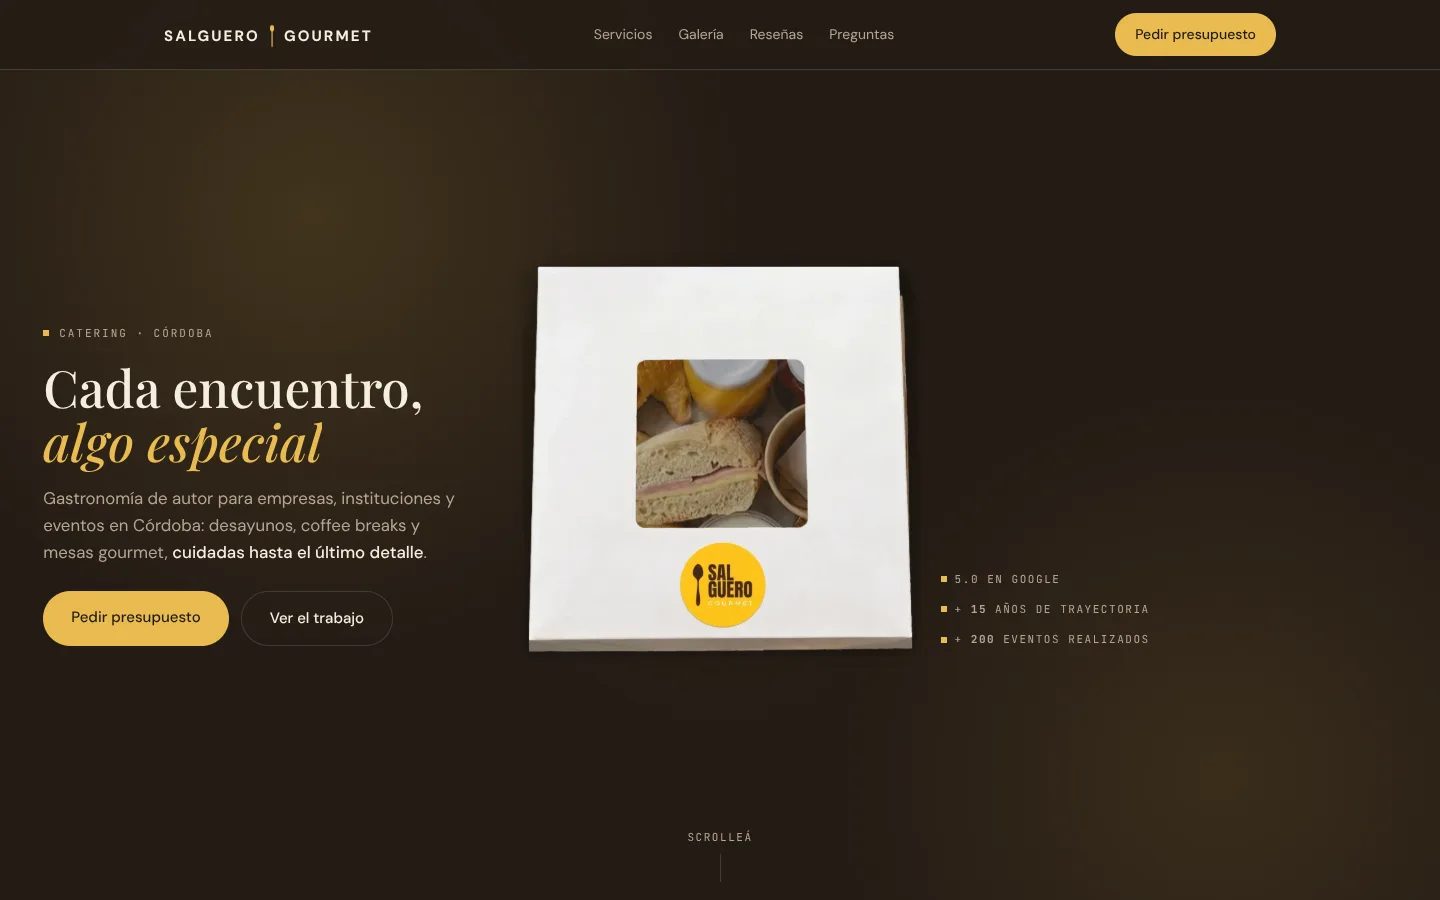 SALGUERO GOURMET
Servicios Galería Reseñas Preguntas
Pedir presupuesto
CATERING · CÓRDOBA
Cada encuentro,
algo especial
Gastronomía de autor para empresas, instituciones y
eventos en Córdoba: desayunos, coffee breaks y
mesas gourmet, cuidadas hasta el último detalle.
Pedir presupuesto
Ver el trabajo
SAL
GUERO
GOURMET
5.0 EN GOOGLE
+ 15 AÑOS DE TRAYECTORIA
+ 200 EVENTOS REALIZADOS
SCROLLEÁ